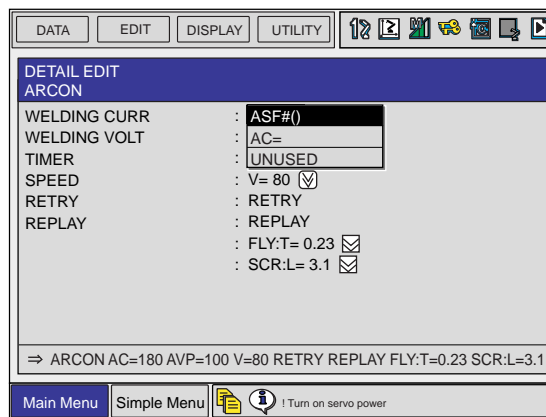 DATA EDIT DISPLAY UTILITY
DETAIL EDIT
ARCON
WELDING CURR : ASF#()
WELDING VOLT : AC=
TIMER : UNUSED
SPEED : V= 80
RETRY : RETRY
REPLAY : REPLAY
: FLY:T= 0.23
: SCR:L= 3.1
⇒ ARCON AC=180 AVP=100 V=80 RETRY REPLAY FLY:T=0.23 SCR:L=3.1
Main Menu Simple Menu ! Turn on servo power